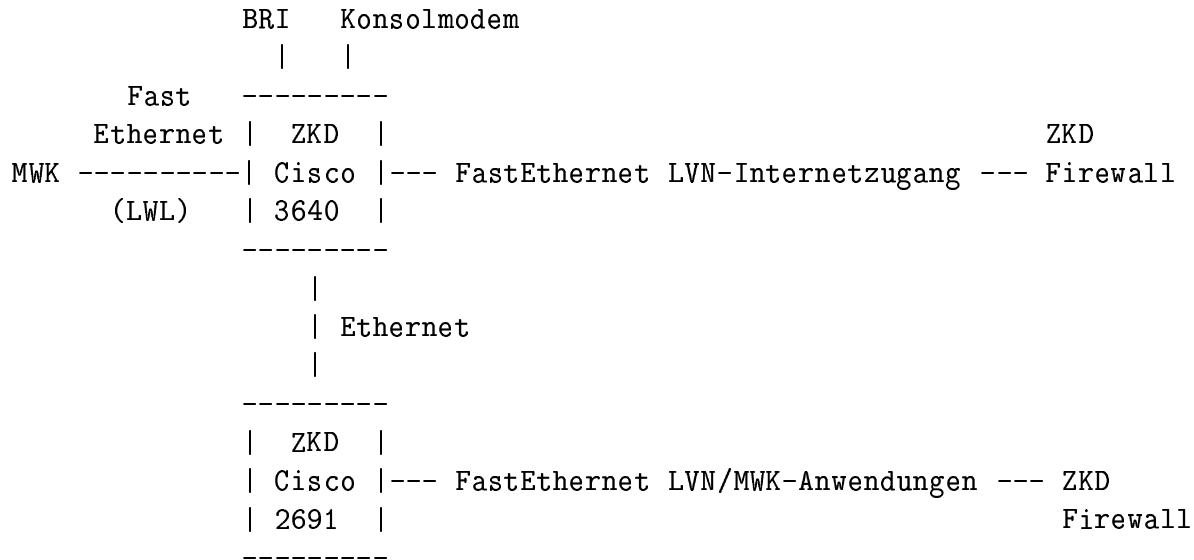 BRI Konsolmodem
| |
Fast ---------
Ethernet | ZKD | ZKD
MWK ----------| Cisco |--- FastEthernet LVN-Internetzugang --- Firewall
(LWL) | 3640 |
---------
|
| Ethernet
|
---------
| ZKD |
| Cisco |--- FastEthernet LVN/MWK-Anwendungen --- ZKD
| 2691 | Firewall
---------